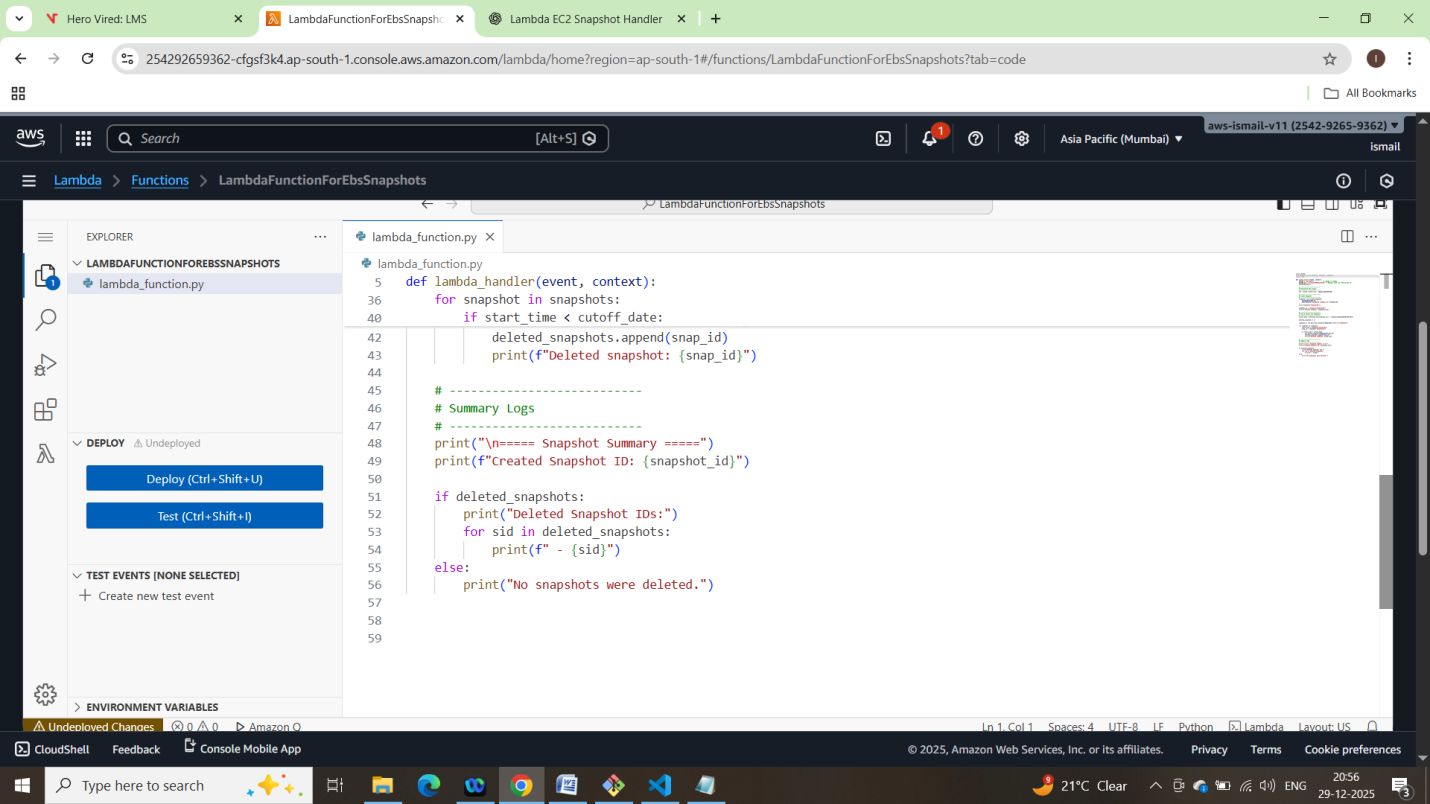 Hero Vired: LMS
LambdaFunctionForEbsSnapsho
Lambda EC2 Snapshot Handler
254292659362-cfgsf3k4.ap-south-1.console.aws.amazon.com/lambda/home?region=ap-south-1#/functions/LambdaFunctionForEbsSnapshots?tab=code
I
All Bookmarks
aws
Search
[Alt+S]
1
Asia Pacific (Mumbai)
aws-ismail-v11 (2542-9265-9362)
ismail
Lambda
Functions
LambdaFunctionForEbsSnapshots
LambdaFunctionForEbsSnapshots
EXPLORER
LAMBDAFUNCTIONFOREBSSNAPSHOTS
lambda_function.py
1
DEPLOY Undeployed
Deploy (Ctrl+Shift+U)
Test (Ctrl+Shift+I)
TEST EVENTS [NONE SELECTED]
Create new test event
ENVIRONMENT VARIABLES
lambda_function.py
lambda_function.py
5 def lambda_handler(event, context):
36 for snapshot in snapshots:
40 if start_time < cutoff_date:
42 deleted_snapshots.append(snap_id)
43 print(f"Deleted snapshot: {snap_id}")
44
45 # ---------------------------
46 # Summary Logs
47 # ---------------------------
48 print("\n===== Snapshot Summary =====")
49 print(f"Created Snapshot ID: {snapshot_id}")
50
51 if deleted_snapshots:
52 print("Deleted Snapshot IDs:")
53 for sid in deleted_snapshots:
54 print(f" - {sid}")
55 else:
56 print("No snapshots were deleted.")
57
58
59
Undeployed Changes 0 0 Amazon Q Ln 1, Col 1 Spaces: 4 UTF-8 LF Python Lambda Layout: US
CloudShell Feedback Console Mobile App © 2025, Amazon Web Services, Inc. or its affiliates. Privacy Terms Cookie preferences
Type here to search
9
21°C Clear
ENG
20:56
29-12-2025
3